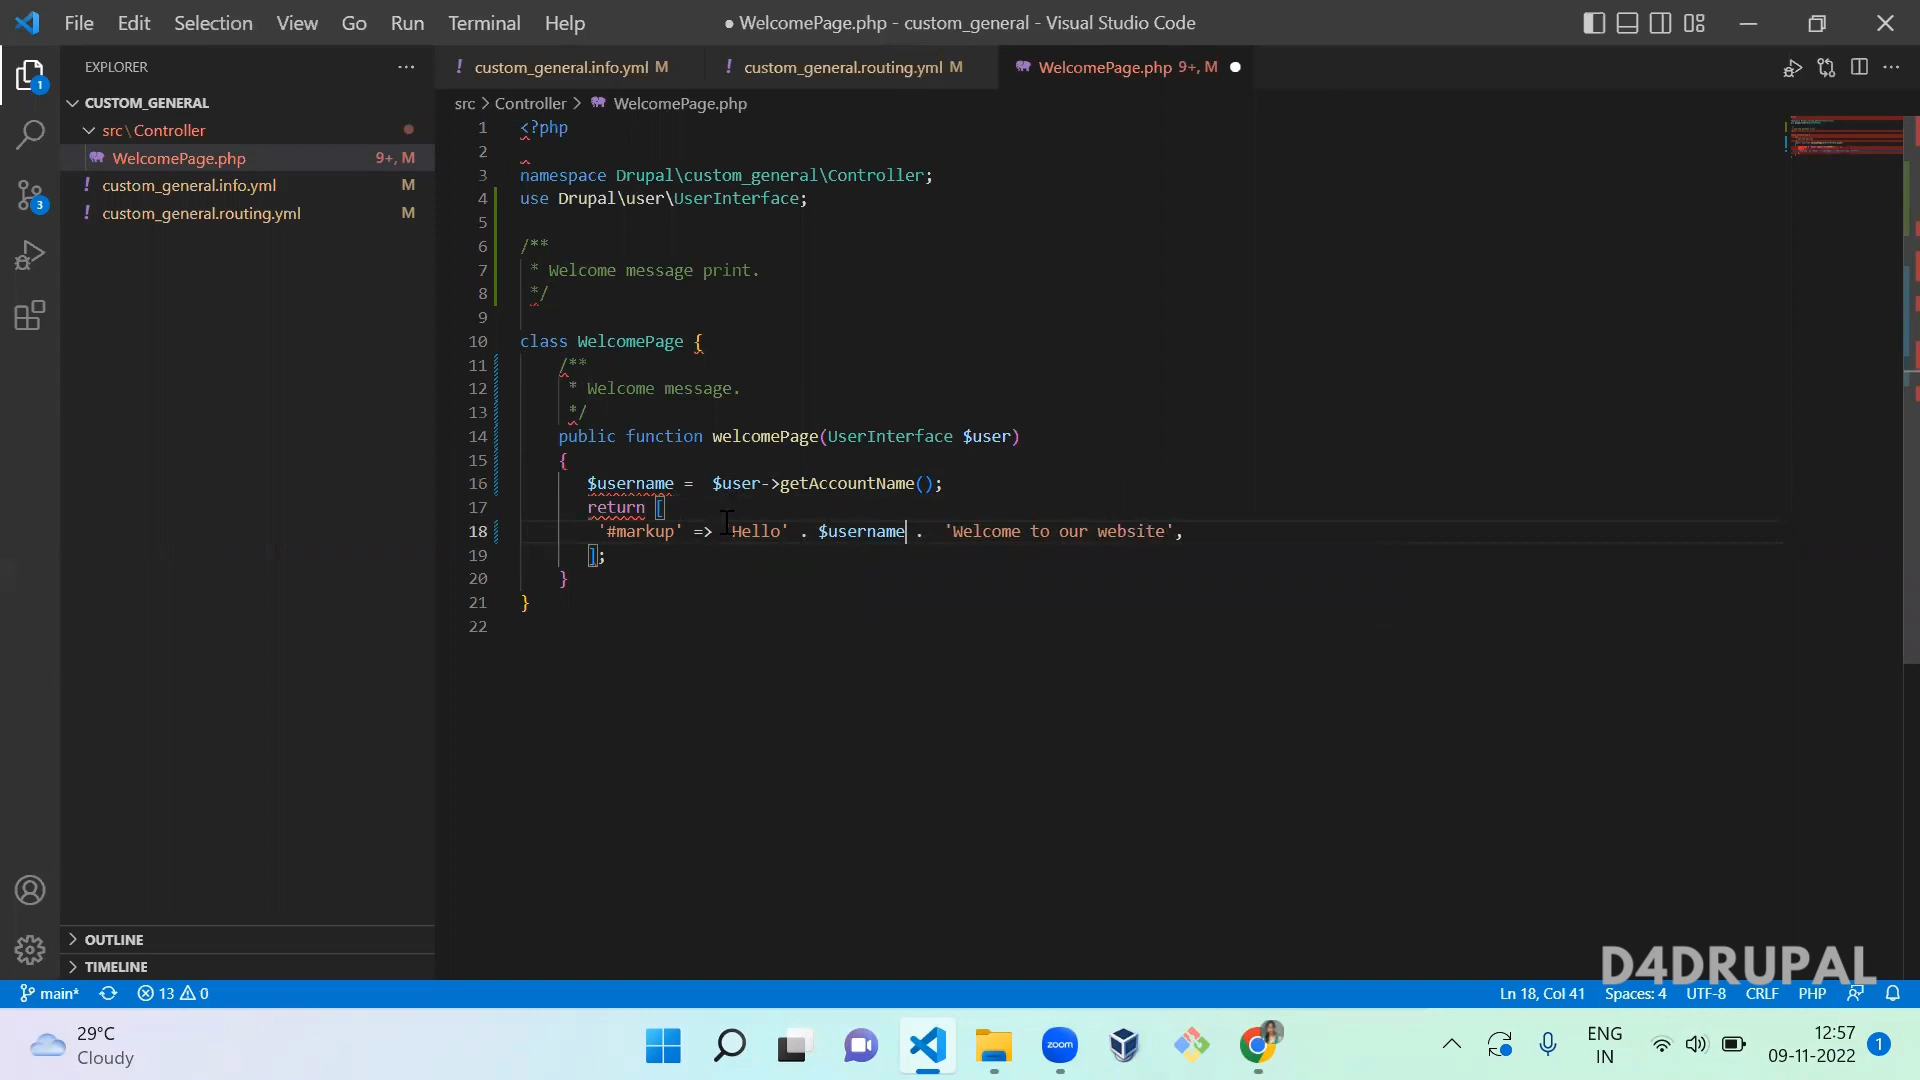 File Edit Selection View Go Run Terminal Help
● WelcomePage.php - custom_general - Visual Studio Code
EXPLORER
! custom_general.info.yml M
! custom_general.routing.yml M
WelcomePage.php 9+, M
CUSTOM_GENERAL
src > Controller > WelcomePage.php
src\Controller
WelcomePage.php 9+, M
! custom_general.info.yml M
! custom_general.routing.yml M
1
3
1 <?php
2
3 namespace Drupal\custom_general\Controller;
4 use Drupal\user\UserInterface;
5
6 /**
7 * Welcome message print.
8 */
9
10 class WelcomePage {
11 /**
12 * Welcome message.
13 */
14 public function welcomePage(UserInterface $user)
15 {
16 $username = $user->getAccountName();
17 return [
18 '#markup' => 'Hello' . $username . 'Welcome to our website',
19 ];
20 }
21 }
22
OUTLINE
TIMELINE
D4DRUPAL
main* 13 0
Ln 18, Col 41 Spaces: 4 UTF-8 CRLF PHP
29°C
Cloudy
zoom
ENG
IN
12:57
09-11-2022
1